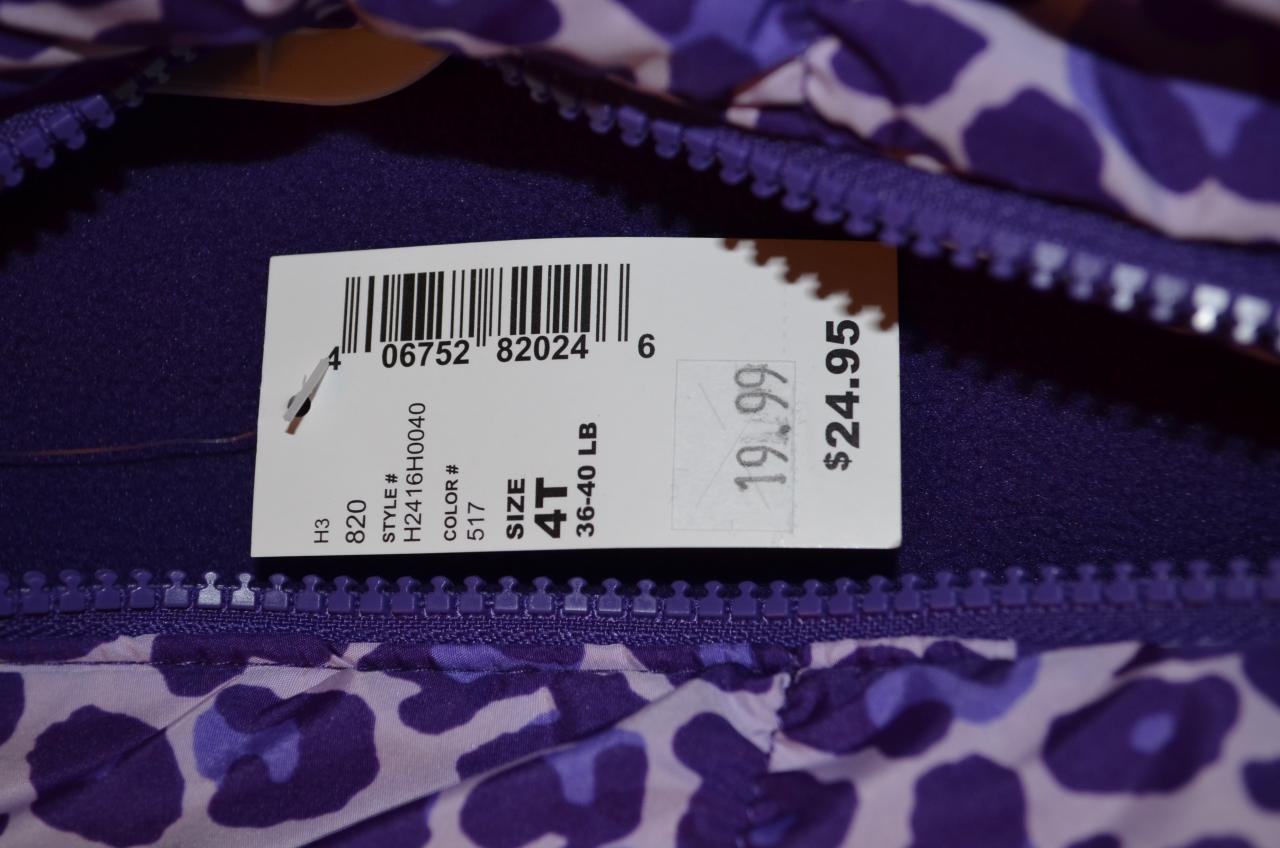 4 06752 82024 6
H3
820
STYLE #
H2416H0040
COLOR #
517
SIZE
4T
36-40 LB
19.99
$24.95